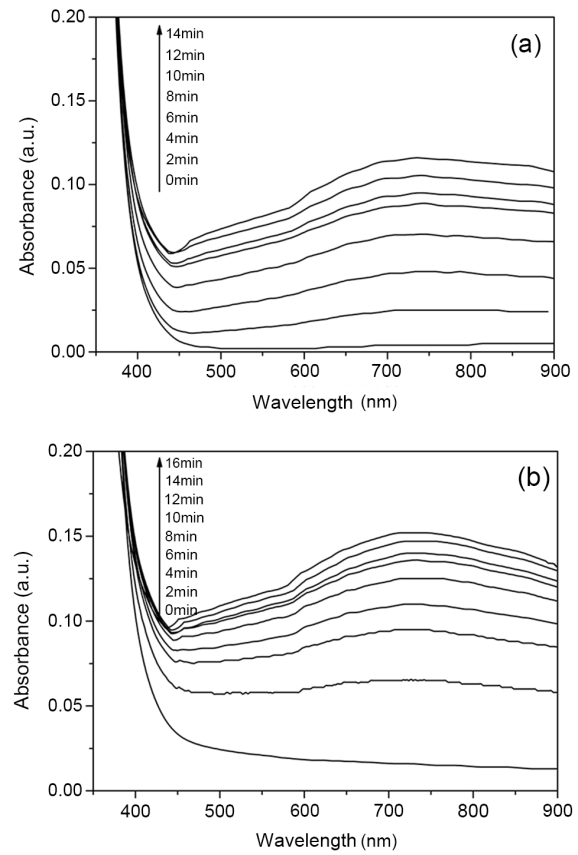 0.20
0.15
0.10
0.05
0.00
Absorbance (a.u.)
14min
12min
10min
8min
6min
4min
2min
0min
(a)
400
500
600
700
800
900
Wavelength (nm)
0.20
0.15
0.10
0.05
0.00
Absorbance (a.u.)
16min
14min
12min
10min
8min
6min
4min
2min
0min
(b)
400
500
600
700
800
900
Wavelength (nm)